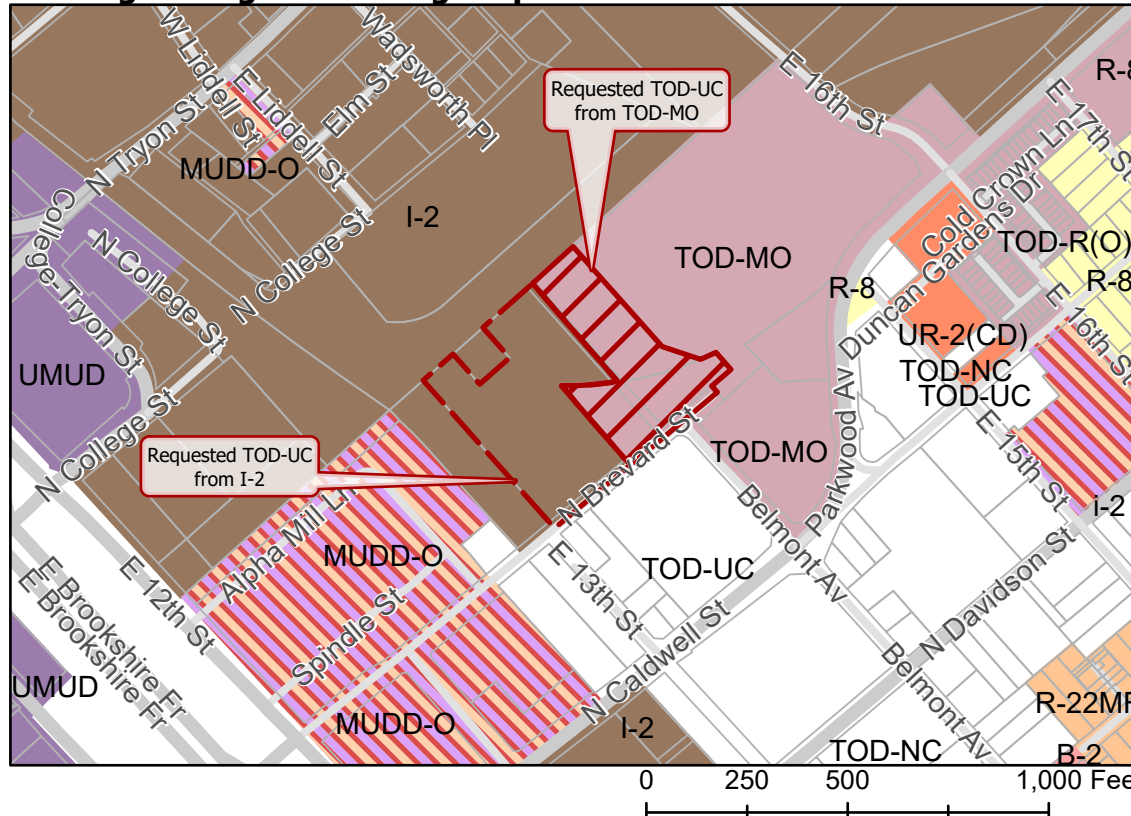 W Liddell St
E Liddell St
Elm St
Wadsworth Pl
Requested TOD-UC
from TOD-MO
E 16th St
R-8
E 17th St
N Tryon St
MUDD-O
I-2
N College St
N College St
College St
Tryon St
TOD-MO
Cold Crown Ln
Duncan Gardens Dr
TOD-R(O)
R-8
R-8
E 16th St
UMUD
UR-2(CD)
TOD-NC
TOD-UC
N College St
Requested TOD-UC
from I-2
N Brevard St
TOD-MO
Parkwood Av
E 15th St
I-2
Alpha Mill Ln
MUDD-O
Belmont Av
E 12th St
E 13th St
TOD-UC
N Davidson St
Spindle St
N Caldwell St
E Brookshire Fr
E Brookshire Fr
UMUD
MUDD-O
I-2
Belmont Av
R-22MF
TOD-NC
B-2
0 250 500 1,000 Fee